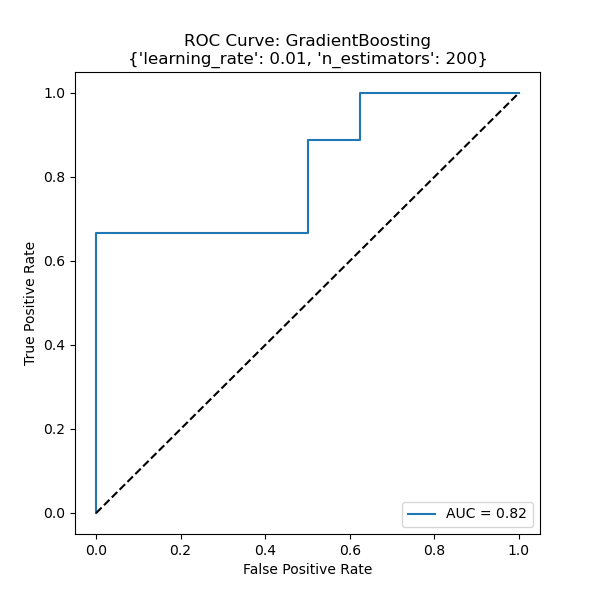 ROC Curve: GradientBoosting
{'learning_rate': 0.01, 'n_estimators': 200}
1.0
0.8
0.6
0.4
0.2
0.0
True Positive Rate
AUC = 0.82
0.0 0.2 0.4 0.6 0.8 1.0
False Positive Rate